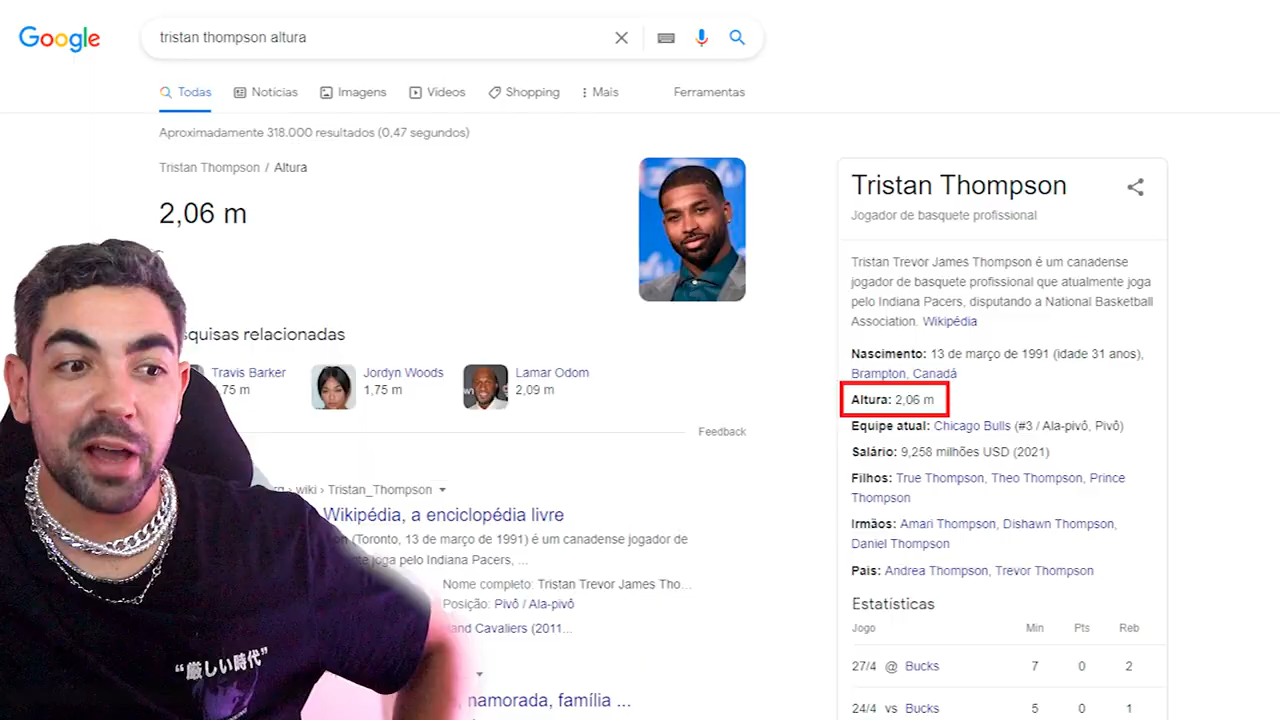 Google
tristan thompson altura
Todas
Notícias
Imagens
Videos
Shopping
Mais
Ferramentas
Aproximadamente 318.000 resultados (0,47 segundos)
Tristan Thompson / Altura
2,06 m
squisas relacionadas
Travis Barker
75 m
Jordyn Woods
1,75 m
Lamar Odom
2,09 m
Feedback
› wiki › Tristan_Thompson
Wikipédia, a enciclopédia livre
(Toronto, 13 de março de 1991) é um canadense jogador de
joga pelo Indiana Pacers, ...
Nome completo: Tristan Trevor James Tho...
Posição: Pivô / Ala-pivô
and Cavaliers (2011...
namorada, família ...
Tristan Thompson
Jogador de basquete profissional
Tristan Trevor James Thompson é um canadense
jogador de basquete profissional que atualmente joga
pelo Indiana Pacers, disputando a National Basketball
Association. Wikipédia
Nascimento: 13 de março de 1991 (idade 31 anos),
Brampton, Canadá
Altura: 2,06 m
Equipe atual: Chicago Bulls (#3 / Ala-pivô, Pivô)
Salário: 9,258 milhões USD (2021)
Filhos: True Thompson, Theo Thompson, Prince
Thompson
Irmãos: Amari Thompson, Dishawn Thompson,
Daniel Thompson
Pais: Andrea Thompson, Trevor Thompson
Estatísticas
Jogo Min Pts Reb
27/4 @ Bucks 7 0 2
24/4 vs Bucks 5 0 1
“厳しい時代”